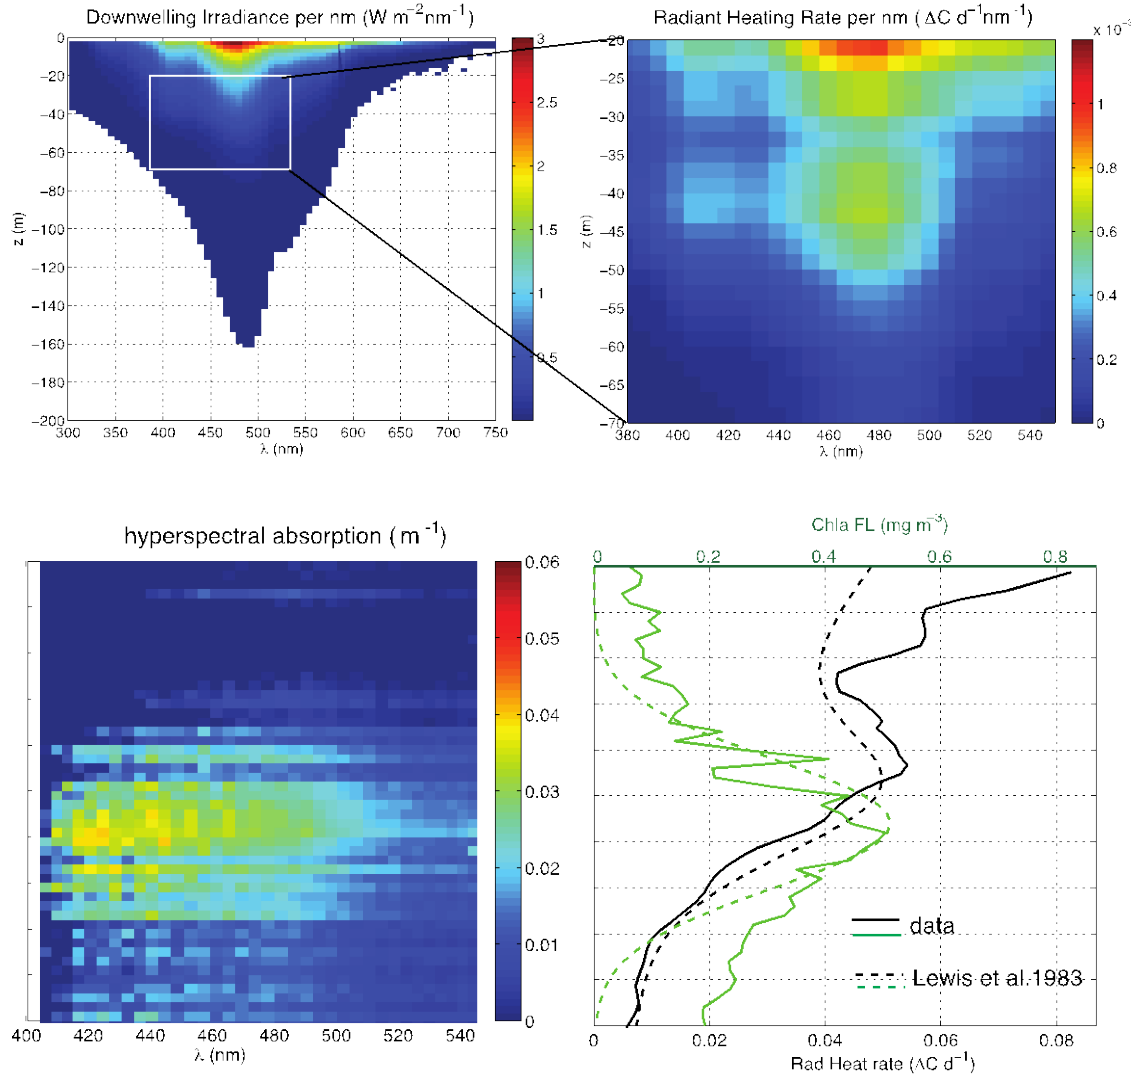 Downwelling Irradiance per nm (W m⁻²nm⁻¹)
0
−20
−40
−60
−80
−100
−120
−140
−160
−180
−200
z (m)
300 350 400 450 500 550 600 650 700 750
λ (nm)
3
2.5
2
1.5
1
0.5
Radiant Heating Rate per nm (ΔC d⁻¹nm⁻¹)
x 10⁻³
−20
−25
−30
−35
−40
−45
−50
−55
−60
−65
−70
z (m)
380 400 420 440 460 480 500 520 540
λ (nm)
1
0.8
0.6
0.4
0.2
0
hyperspectral absorption (m⁻¹)
400 420 440 460 480 500 520 540
λ (nm)
0.06
0.05
0.04
0.03
0.02
0.01
0
Chla FL (mg m⁻³)
0 0.2 0.4 0.6 0.8
data
Lewis et al.1983
0 0.02 0.04 0.06 0.08
Rad Heat rate (ΔC d⁻¹)